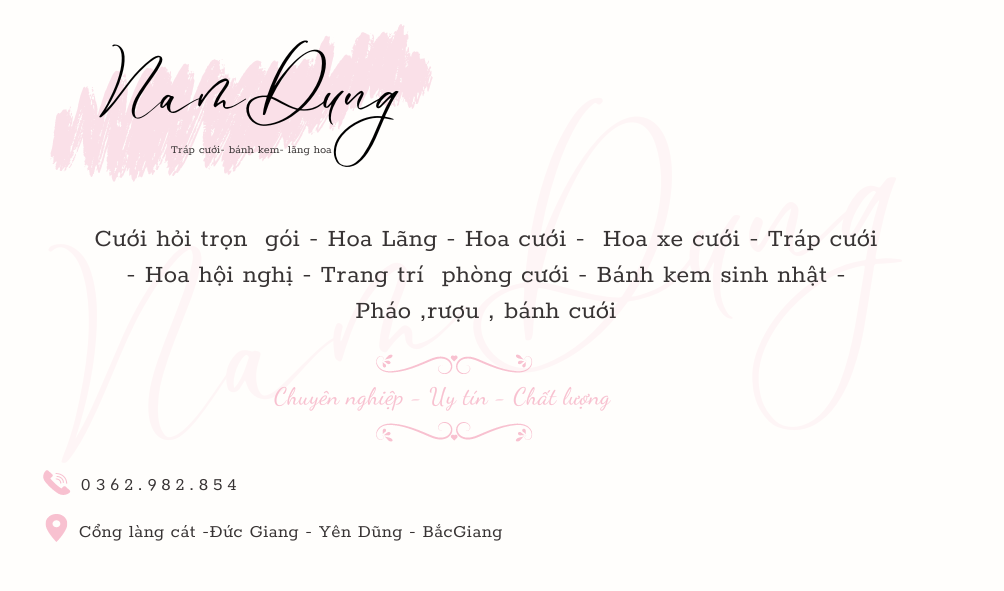 Nam Dung
Tráp cưới- bánh kem- lãng hoa
Cưới hỏi trọn gói - Hoa Lãng - Hoa cưới - Hoa xe cưới - Tráp cưới
- Hoa hội nghị - Trang trí phòng cưới - Bánh kem sinh nhật -
Pháo ,rượu , bánh cưới
Nam Dung
Chuyên nghiệp - Uy tín - Chất lượng
0362.982.854
Cổng làng cát -Đức Giang - Yên Dũng - BắcGiang